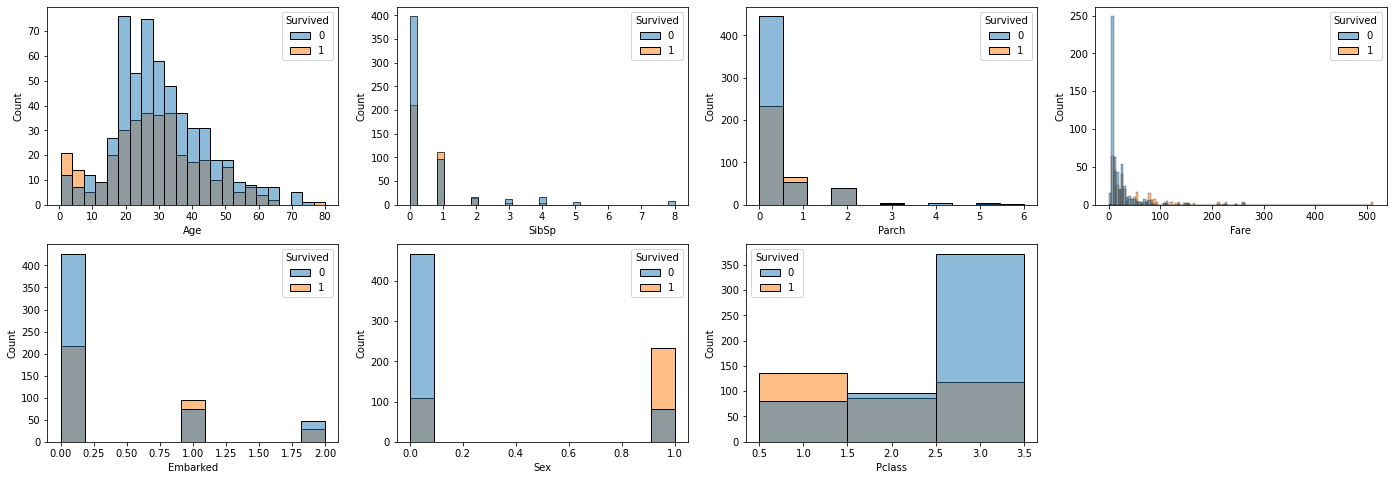 Survived
0
1
Count
70
60
50
40
30
20
10
0
0 10 20 30 40 50 60 70 80
Age
Survived
0
1
Count
400
350
300
250
200
150
100
50
0
0 1 2 3 4 5 6 7 8
SibSp
Survived
0
1
Count
400
300
200
100
0
0 1 2 3 4 5 6
Parch
Survived
0
1
Count
250
200
150
100
50
0
0 100 200 300 400 500
Fare
Survived
0
1
Count
400
350
300
250
200
150
100
50
0
0.00 0.25 0.50 0.75 1.00 1.25 1.50 1.75 2.00
Embarked
Survived
0
1
Count
400
300
200
100
0
0.0 0.2 0.4 0.6 0.8 1.0
Sex
Survived
0
1
Count
350
300
250
200
150
100
50
0
0.5 1.0 1.5 2.0 2.5 3.0 3.5
Pclass